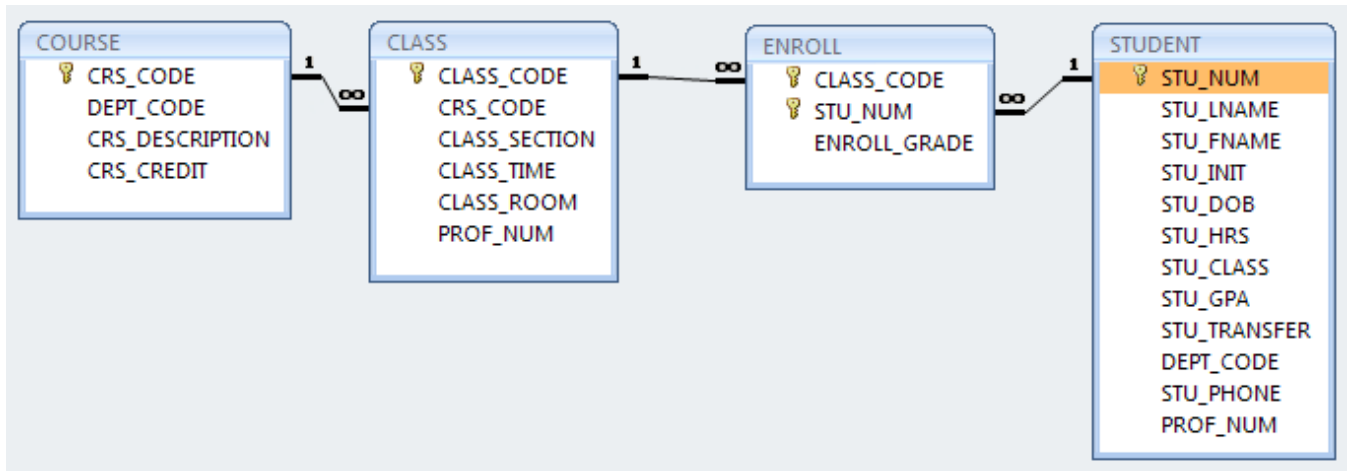 COURSE
CRS_CODE
DEPT_CODE
CRS_DESCRIPTION
CRS_CREDIT
1
∞
CLASS
CLASS_CODE
CRS_CODE
CLASS_SECTION
CLASS_TIME
CLASS_ROOM
PROF_NUM
1
∞
ENROLL
CLASS_CODE
STU_NUM
ENROLL_GRADE
∞
1
STUDENT
STU_NUM
STU_LNAME
STU_FNAME
STU_INIT
STU_DOB
STU_HRS
STU_CLASS
STU_GPA
STU_TRANSFER
DEPT_CODE
STU_PHONE
PROF_NUM